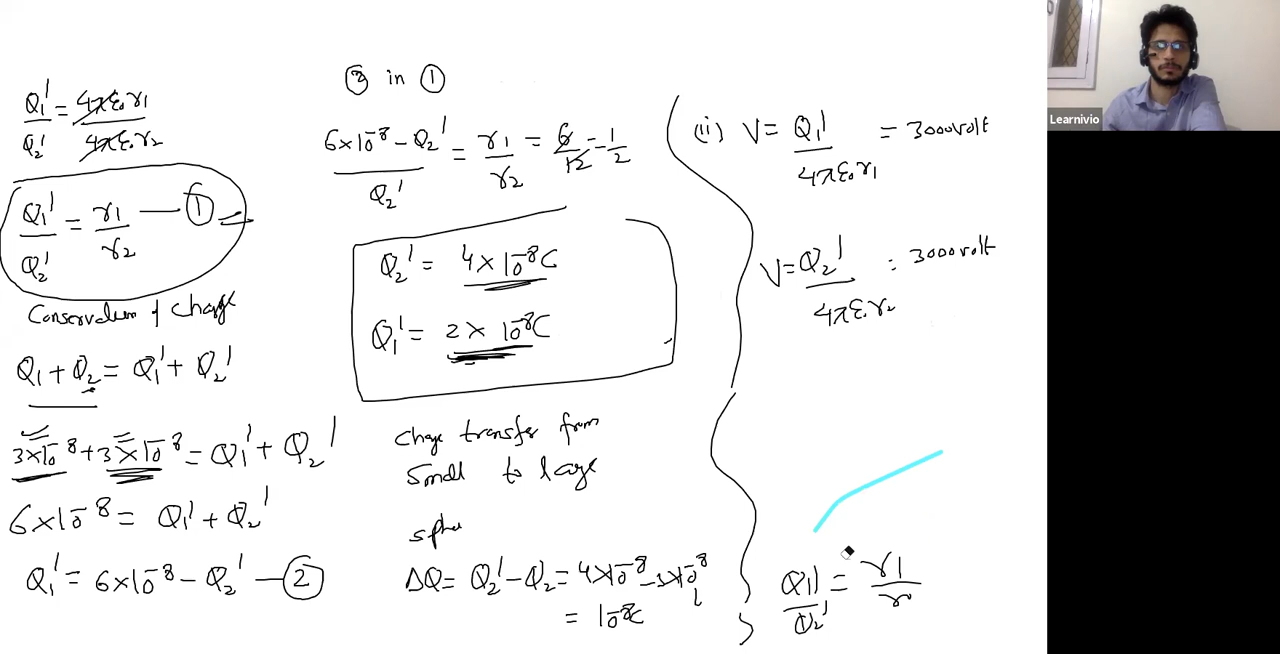 Q₁'/Q₂' = 4πε₀r₁/4πε₀r₂
Q₁'/Q₂' = r₁/r₂ — ①
Conservation of charge
Q₁ + Q₂ = Q₁' + Q₂'
3×10⁻⁸ + 3×10⁻⁸ = Q₁' + Q₂'
6×10⁻⁸ = Q₁' + Q₂'
Q₁' = 6×10⁻⁸ - Q₂' — ②
② in ①
6×10⁻⁸ - Q₂'/Q₂' = r₁/r₂ = 6/12 = 1/2
Q₂' = 4×10⁻⁸C
Q₁' = 2×10⁻⁸C
Charge transfer from
Small to large
ΔQ = Q₂' - Q₂ = 4×10⁻⁸ - 3×10⁻⁸
= 10⁻⁸C
(ii) V = Q₁'/4πε₀r₁ = 3000volt
V = Q₂'/4πε₀r₂ = 3000volt
Q₁'/Q₂' = r₁/r
Learnivio